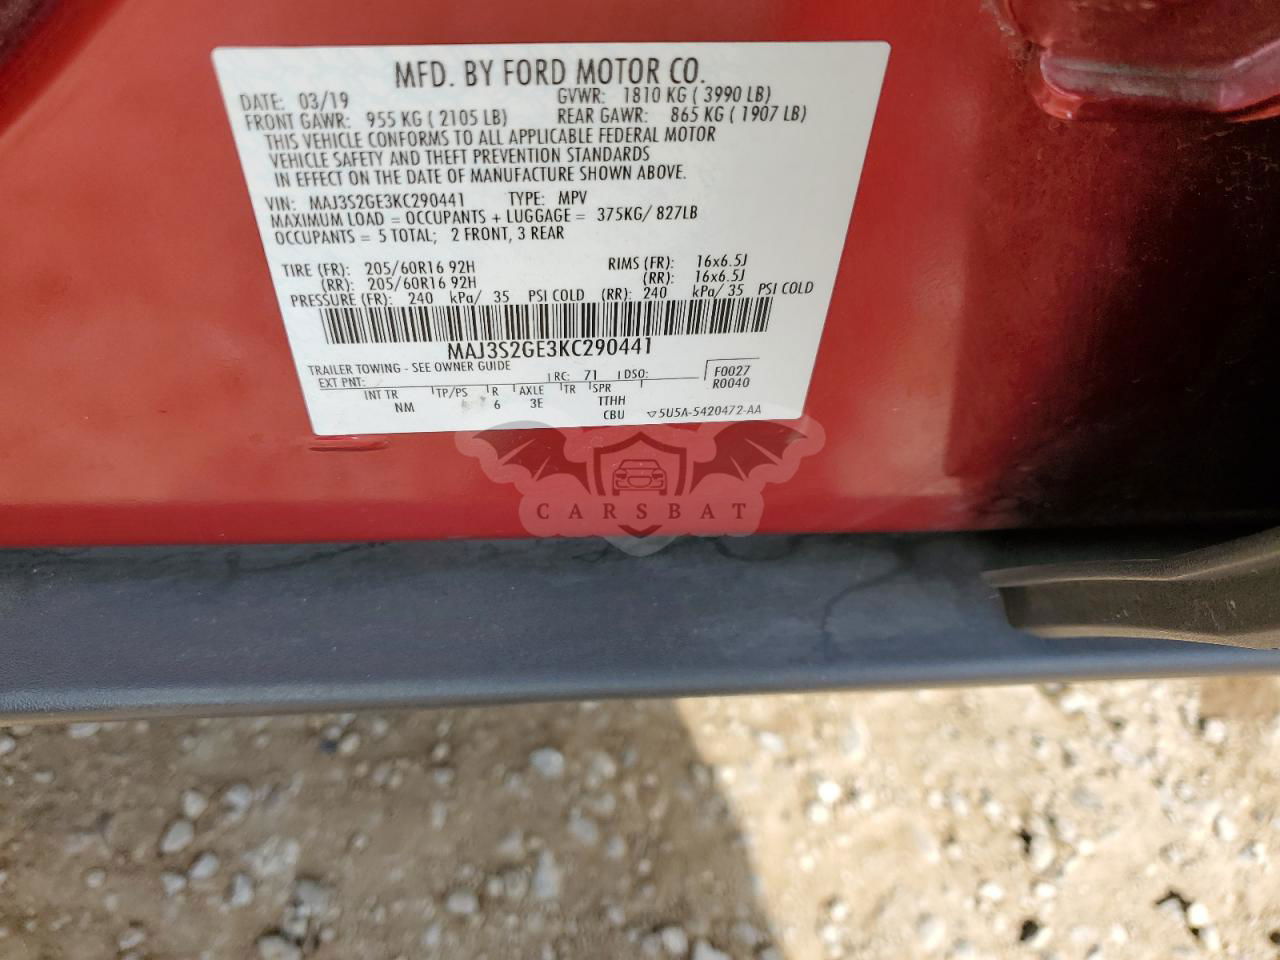 MFD. BY FORD MOTOR CO.
DATE: 03/19 GVWR: 1810 KG ( 3990 LB)
FRONT GAWR: 955 KG ( 2105 LB) REAR GAWR: 865 KG ( 1907 LB)
THIS VEHICLE CONFORMS TO ALL APPLICABLE FEDERAL MOTOR
VEHICLE SAFETY AND THEFT PREVENTION STANDARDS
IN EFFECT ON THE DATE OF MANUFACTURE SHOWN ABOVE.
VIN: MAJ3S2GE3KC290441 TYPE: MPV
MAXIMUM LOAD = OCCUPANTS + LUGGAGE = 375KG/ 827LB
OCCUPANTS = 5 TOTAL; 2 FRONT, 3 REAR
TIRE (FR): 205/60R16 92H RIMS (FR): 16x6.5J
(RR): 205/60R16 92H (RR): 16x6.5J
PRESSURE (FR): 240 kPa/ 35 PSI COLD (RR): 240 kPa/ 35 PSI COLD
MAJ3S2GE3KC290441
TRAILER TOWING - SEE OWNER GUIDE
EXT PNT: RC: 71 DSO: F0027
R0040
INT TR TP/PS R AXLE TR SPR
NM 6 3E TTHH
CBU ▽5U5A-5420472-AA
CARSBAT